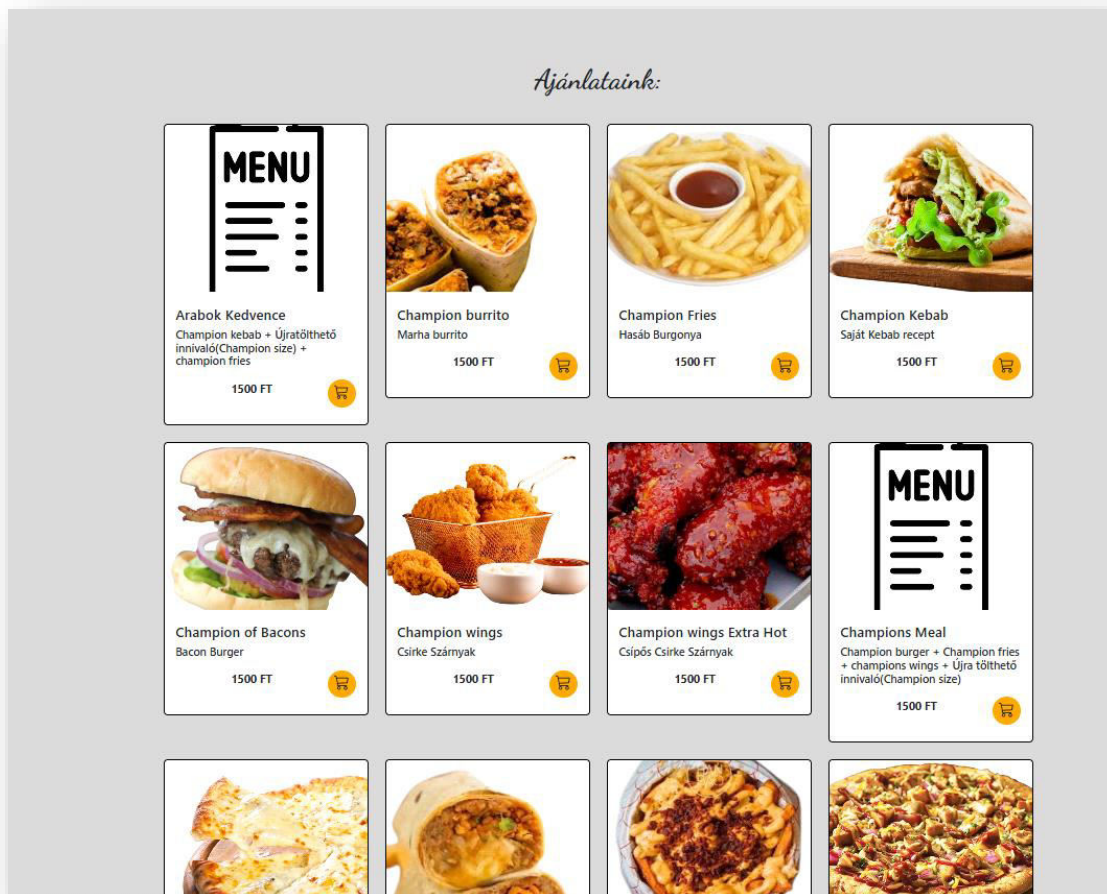 Ajánlataink:
MENU
Arabok Kedvence
Champion kebab + Újratölthető
innivaló(Champion size) +
champion fries
1500 FT
Champion burrito
Marha burrito
1500 FT
Champion Fries
Hasáb Burgonya
1500 FT
Champion Kebab
Saját Kebab recept
1500 FT
Champion of Bacons
Bacon Burger
1500 FT
Champion wings
Csirke Szárnyak
1500 FT
Champion wings Extra Hot
Csípős Csirke Szárnyak
1500 FT
MENU
Champions Meal
Champion burger + Champion fries
+ champions wings + Újra tölthető
innivaló(Champion size)
1500 FT